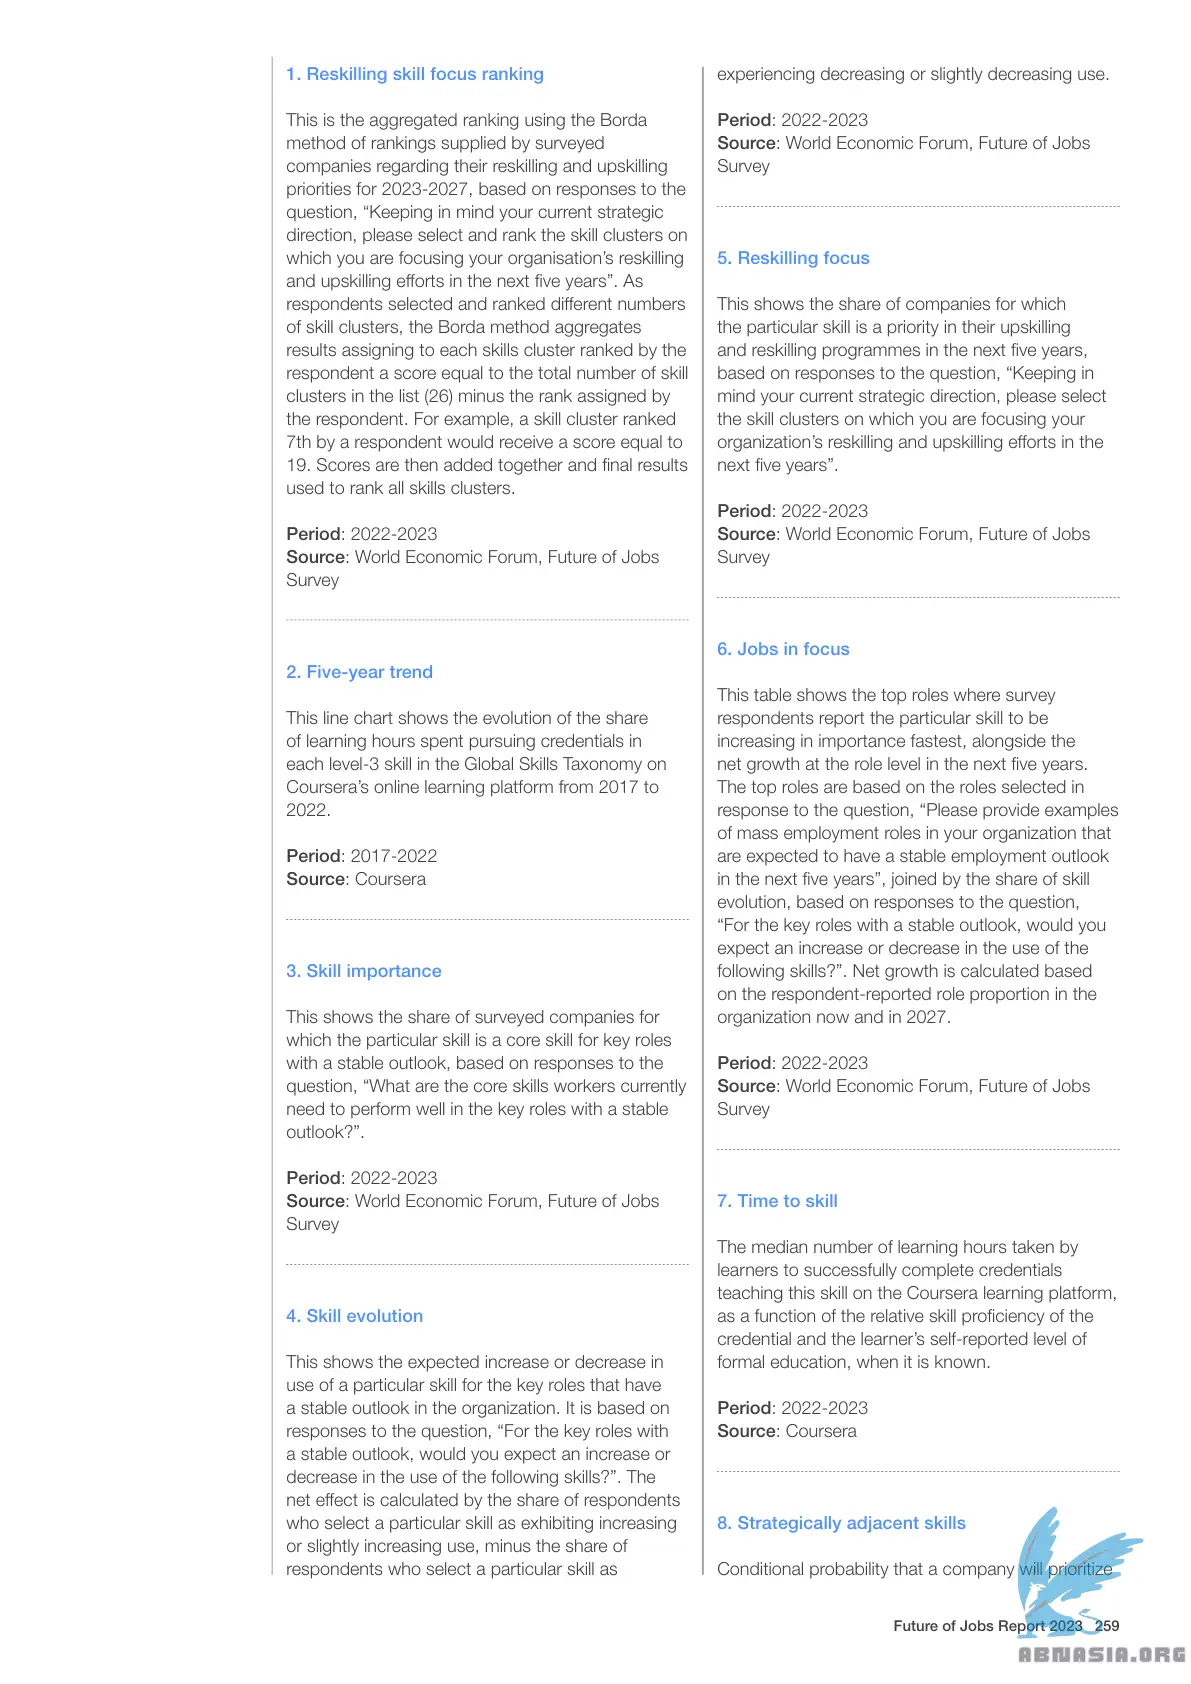 1. Reskilling skill focus ranking
This is the aggregated ranking using the Borda
method of rankings supplied by surveyed
companies regarding their reskilling and upskilling
priorities for 2023-2027, based on responses to the
question, “Keeping in mind your current strategic
direction, please select and rank the skill clusters on
which you are focusing your organisation’s reskilling
and upskilling efforts in the next five years”. As
respondents selected and ranked different numbers
of skill clusters, the Borda method aggregates
results assigning to each skills cluster ranked by the
respondent a score equal to the total number of skill
clusters in the list (26) minus the rank assigned by
the respondent. For example, a skill cluster ranked
7th by a respondent would receive a score equal to
19. Scores are then added together and final results
used to rank all skills clusters.
Period: 2022-2023
Source: World Economic Forum, Future of Jobs
Survey
2. Five-year trend
This line chart shows the evolution of the share
of learning hours spent pursuing credentials in
each level-3 skill in the Global Skills Taxonomy on
Coursera’s online learning platform from 2017 to
2022.
Period: 2017-2022
Source: Coursera
3. Skill importance
This shows the share of surveyed companies for
which the particular skill is a core skill for key roles
with a stable outlook, based on responses to the
question, “What are the core skills workers currently
need to perform well in the key roles with a stable
outlook?”.
Period: 2022-2023
Source: World Economic Forum, Future of Jobs
Survey
4. Skill evolution
This shows the expected increase or decrease in
use of a particular skill for the key roles that have
a stable outlook in the organization. It is based on
responses to the question, “For the key roles with
a stable outlook, would you expect an increase or
decrease in the use of the following skills?”. The
net effect is calculated by the share of respondents
who select a particular skill as exhibiting increasing
or slightly increasing use, minus the share of
respondents who select a particular skill as
experiencing decreasing or slightly decreasing use.
Period: 2022-2023
Source: World Economic Forum, Future of Jobs
Survey
5. Reskilling focus
This shows the share of companies for which
the particular skill is a priority in their upskilling
and reskilling programmes in the next five years,
based on responses to the question, “Keeping in
mind your current strategic direction, please select
the skill clusters on which you are focusing your
organization’s reskilling and upskilling efforts in the
next five years”.
Period: 2022-2023
Source: World Economic Forum, Future of Jobs
Survey
6. Jobs in focus
This table shows the top roles where survey
respondents report the particular skill to be
increasing in importance fastest, alongside the
net growth at the role level in the next five years.
The top roles are based on the roles selected in
response to the question, “Please provide examples
of mass employment roles in your organization that
are expected to have a stable employment outlook
in the next five years”, joined by the share of skill
evolution, based on responses to the question,
“For the key roles with a stable outlook, would you
expect an increase or decrease in the use of the
following skills?”. Net growth is calculated based
on the respondent-reported role proportion in the
organization now and in 2027.
Period: 2022-2023
Source: World Economic Forum, Future of Jobs
Survey
7. Time to skill
The median number of learning hours taken by
learners to successfully complete credentials
teaching this skill on the Coursera learning platform,
as a function of the relative skill proficiency of the
credential and the learner’s self-reported level of
formal education, when it is known.
Period: 2022-2023
Source: Coursera
8. Strategically adjacent skills
Conditional probability that a company will prioritize
Future of Jobs Report 2023 259
ABNASIA.ORG